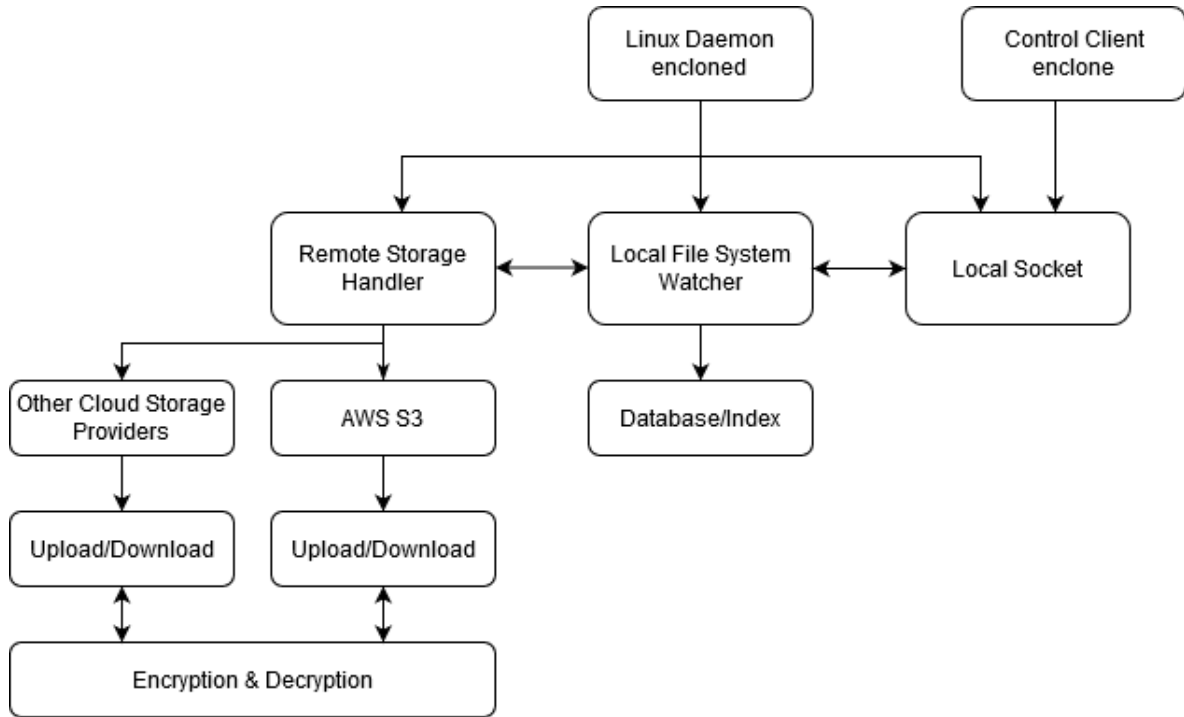 Linux Daemon
encloned
Control Client
enclone
Remote Storage
Handler
Local File System
Watcher
Local Socket
Other Cloud Storage
Providers
AWS S3
Database/Index
Upload/Download
Upload/Download
Encryption & Decryption